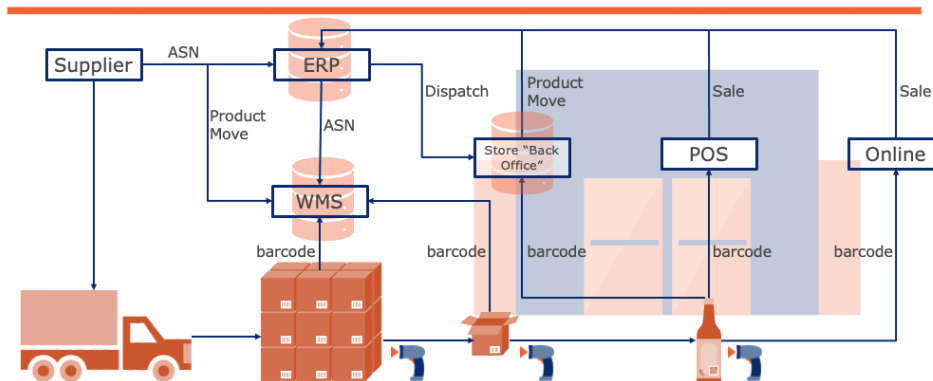 ASN
Supplier
ERP
Dispatch
Product
Move
Sale
Sale
Product
Move
ASN
Store "Back
Office"
POS
Online
WMS
barcode
barcode
barcode
barcode
barcode